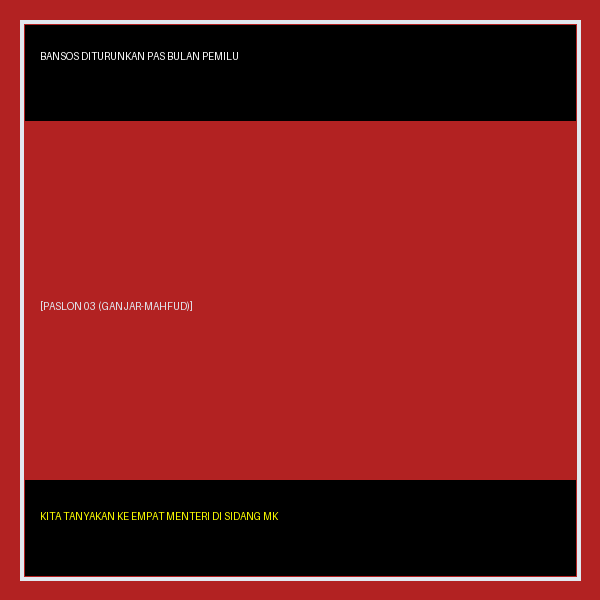 BANSOS DITURUNKAN PAS BULAN PEMILU
[PASLON 03 (GANJAR-MAHFUD)]
KITA TANYAKAN KE EMPAT MENTERI DI SIDANG MK